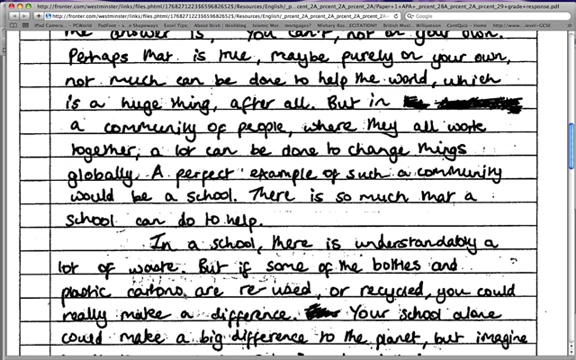 http://fronter.com/westminster/links/files.phtml/1768272122356596826525/Resources/English/_p
Paper+1+APA+
grade+response.pdf
the answer is . You can't, not on your own.
Perhaps that is true, maybe purely on your own,
not much can be done to help the world, which
is a huge thing, after all. But in
a community of people, where they all work
together, a lot can be done to change things
globally. A perfect example of such a community
would be a school. There is so much that a
school can do to help.
In a school, there is understandably a
lot of waste. But if some of the bottles and
plastic cartons are re-used, or recycled, you could
really make a difference. Your school alone
could make a big difference to the planet, but imagine